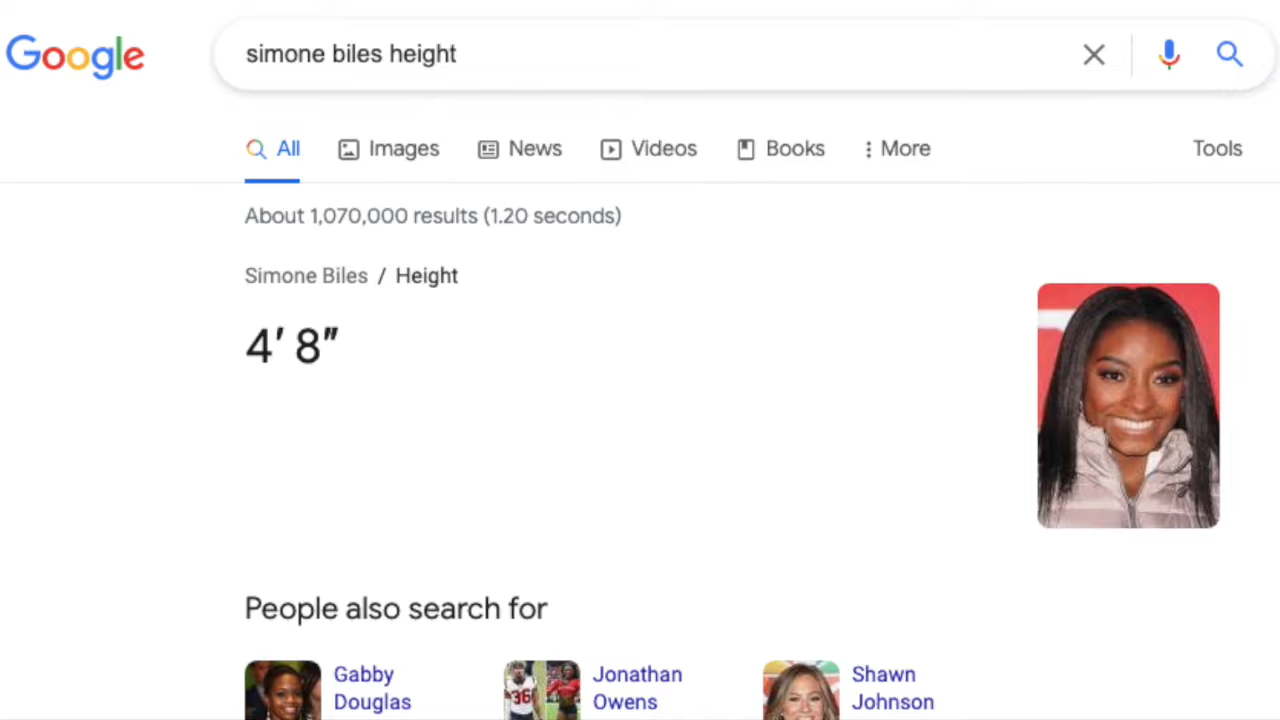 Google
simone biles height
All Images News Videos Books More Tools
About 1,070,000 results (1.20 seconds)
Simone Biles / Height
4′ 8″
People also search for
Gabby
Douglas
36
Jonathan
Owens
Shawn
Johnson